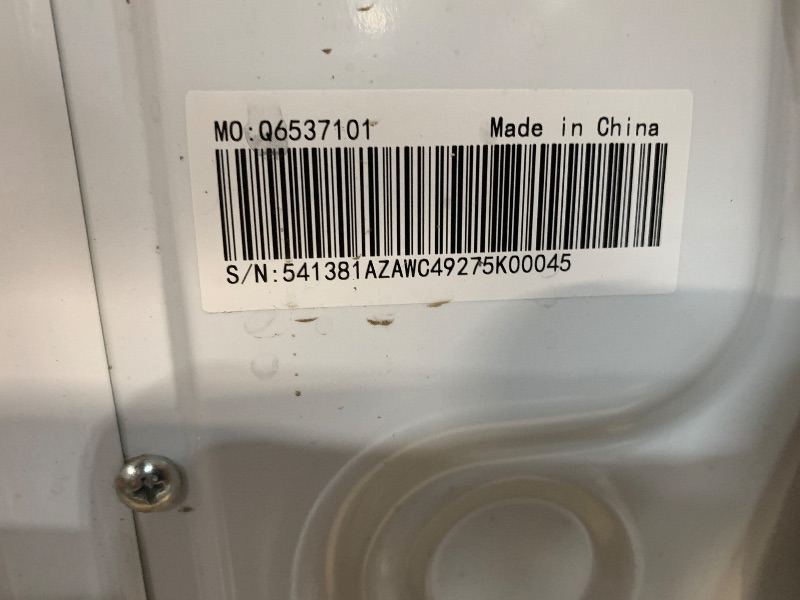 MO:Q6537101 Made in China
S/N:541381AZAWC49275K00045